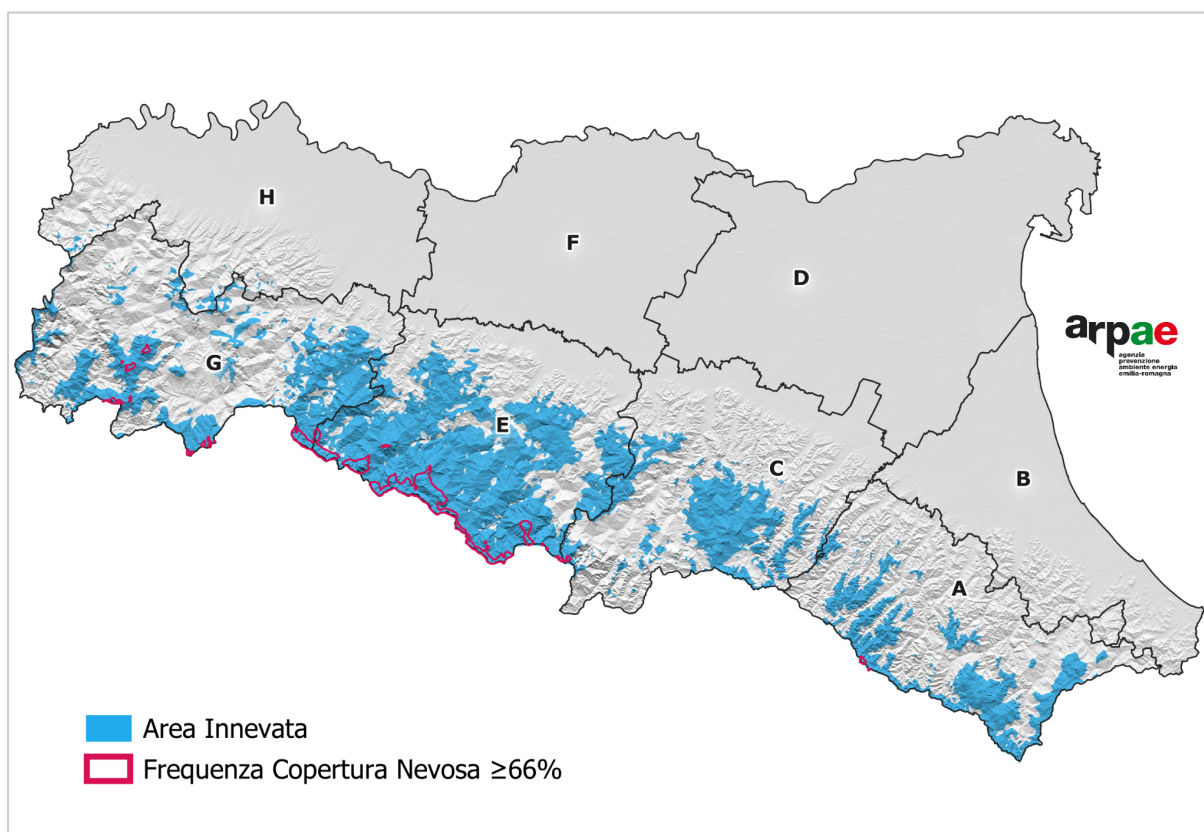 H
F
D
G
E
C
B
A
arpae
agenzia
prevenzione
ambiente energia
emilia-romagna
Area Innevata
Frequenza Copertura Nevosa ≥66%